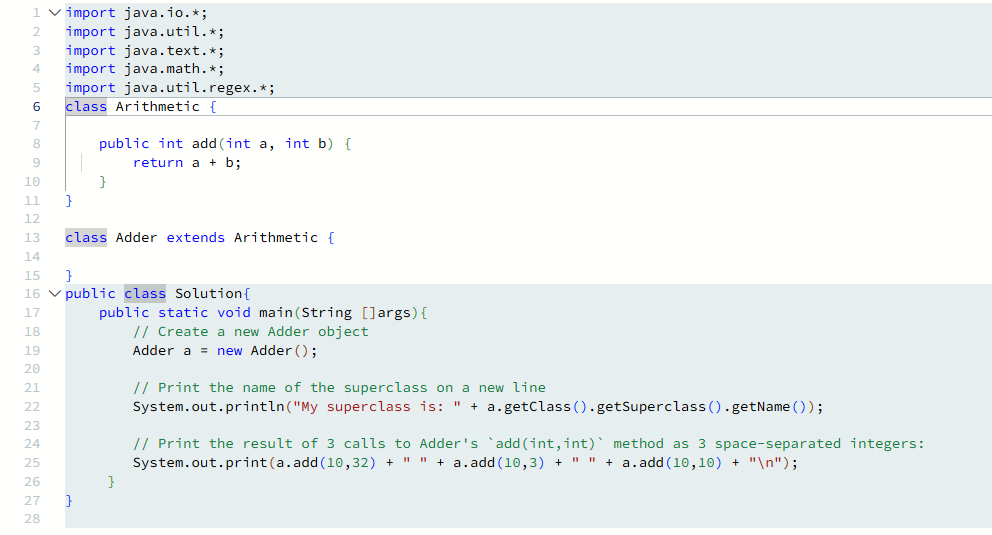 1 import java.io.*;
2 import java.util.*;
3 import java.text.*;
4 import java.math.*;
5 import java.util.regex.*;
6 class Arithmetic {
7
8     public int add(int a, int b) {
9         return a + b;
10     }
11 }
12
13 class Adder extends Arithmetic {
14
15 }
16 public class Solution{
17     public static void main(String []args){
18         // Create a new Adder object
19         Adder a = new Adder();
20
21         // Print the name of the superclass on a new line
22         System.out.println("My superclass is: " + a.getClass().getSuperclass().getName());
23
24         // Print the result of 3 calls to Adder's `add(int,int)` method as 3 space-separated integers:
25         System.out.print(a.add(10,32) + " " + a.add(10,3) + " " + a.add(10,10) + "\n");
26      }
27 }
28